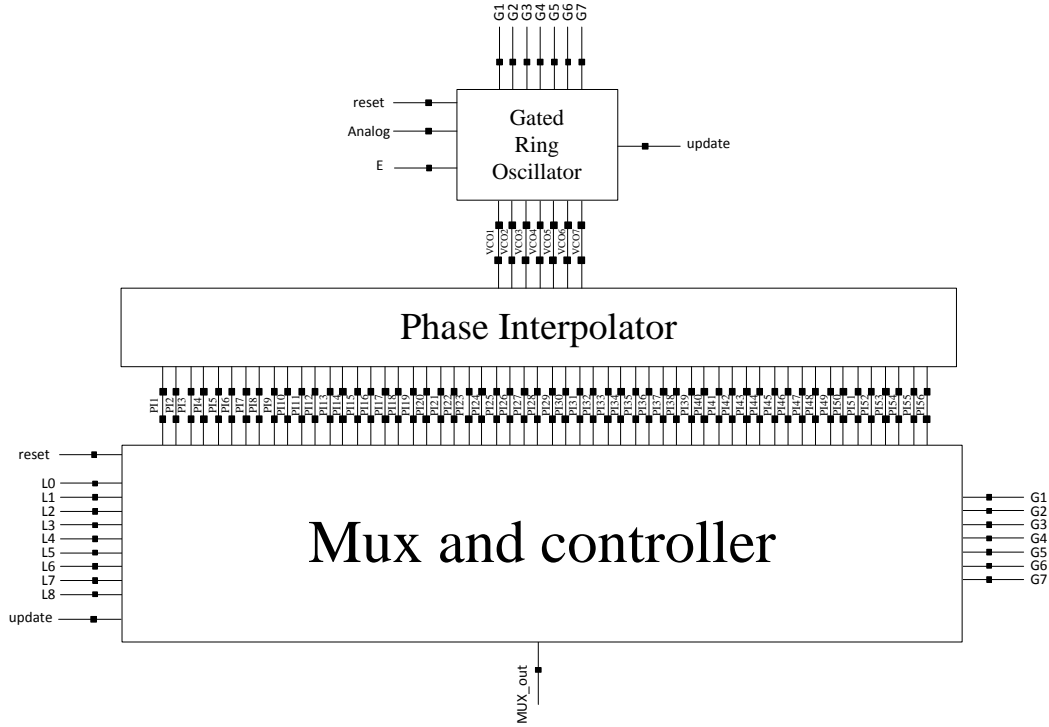 G1
G2
G3
G4
G5
G6
G7
reset
Analog
E
Gated
Ring
Oscillator
update
VCO1
VCO2
VCO3
VCO4
VCO5
VCO6
VCO7
Phase Interpolator
PI1
PI2
PI3
PI4
PI5
PI6
PI7
PI8
PI9
PI10
PI11
PI12
PI13
PI14
PI15
PI16
PI17
PI18
PI19
PI20
PI21
PI22
PI23
PI24
PI25
PI26
PI27
PI28
PI29
PI30
PI31
PI32
PI33
PI34
PI35
PI36
PI37
PI38
PI39
PI40
PI41
PI42
PI43
PI44
PI45
PI46
PI47
PI48
PI49
PI50
PI51
PI52
PI53
PI54
PI55
PI56
reset
L0
L1
L2
L3
L4
L5
L6
L7
L8
update
Mux and controller
G1
G2
G3
G4
G5
G6
G7
MUX_out